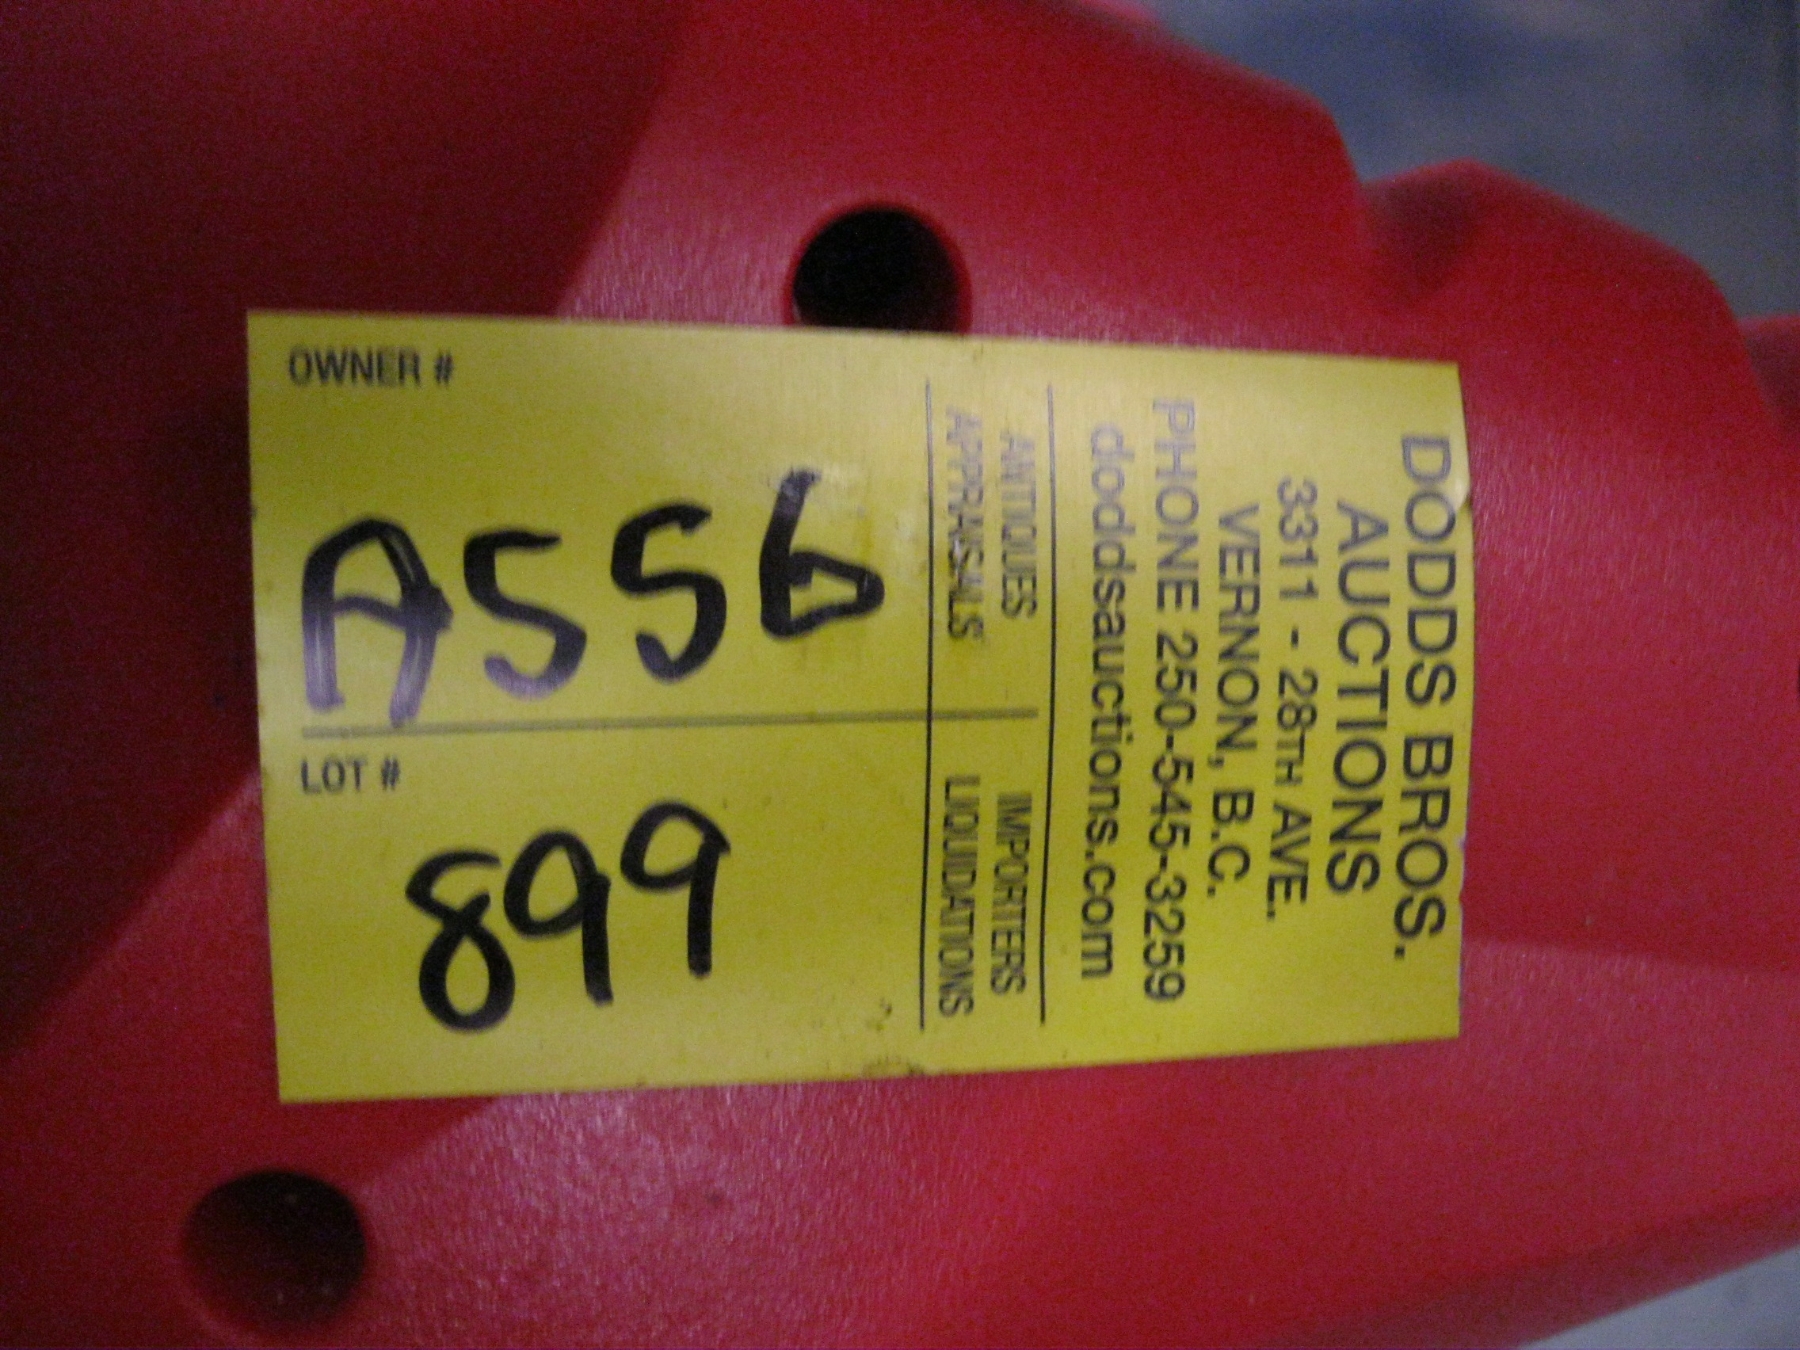 DODDS BROS.
AUCTIONS
3311 - 28TH AVE.
VERNON, B.C.
PHONE 250-545-3259
doddsauctions.com
ANTIQUES
APPRAISALS
IMPORTERS
LIQUIDATIONS
OWNER #
A556
LOT #
899